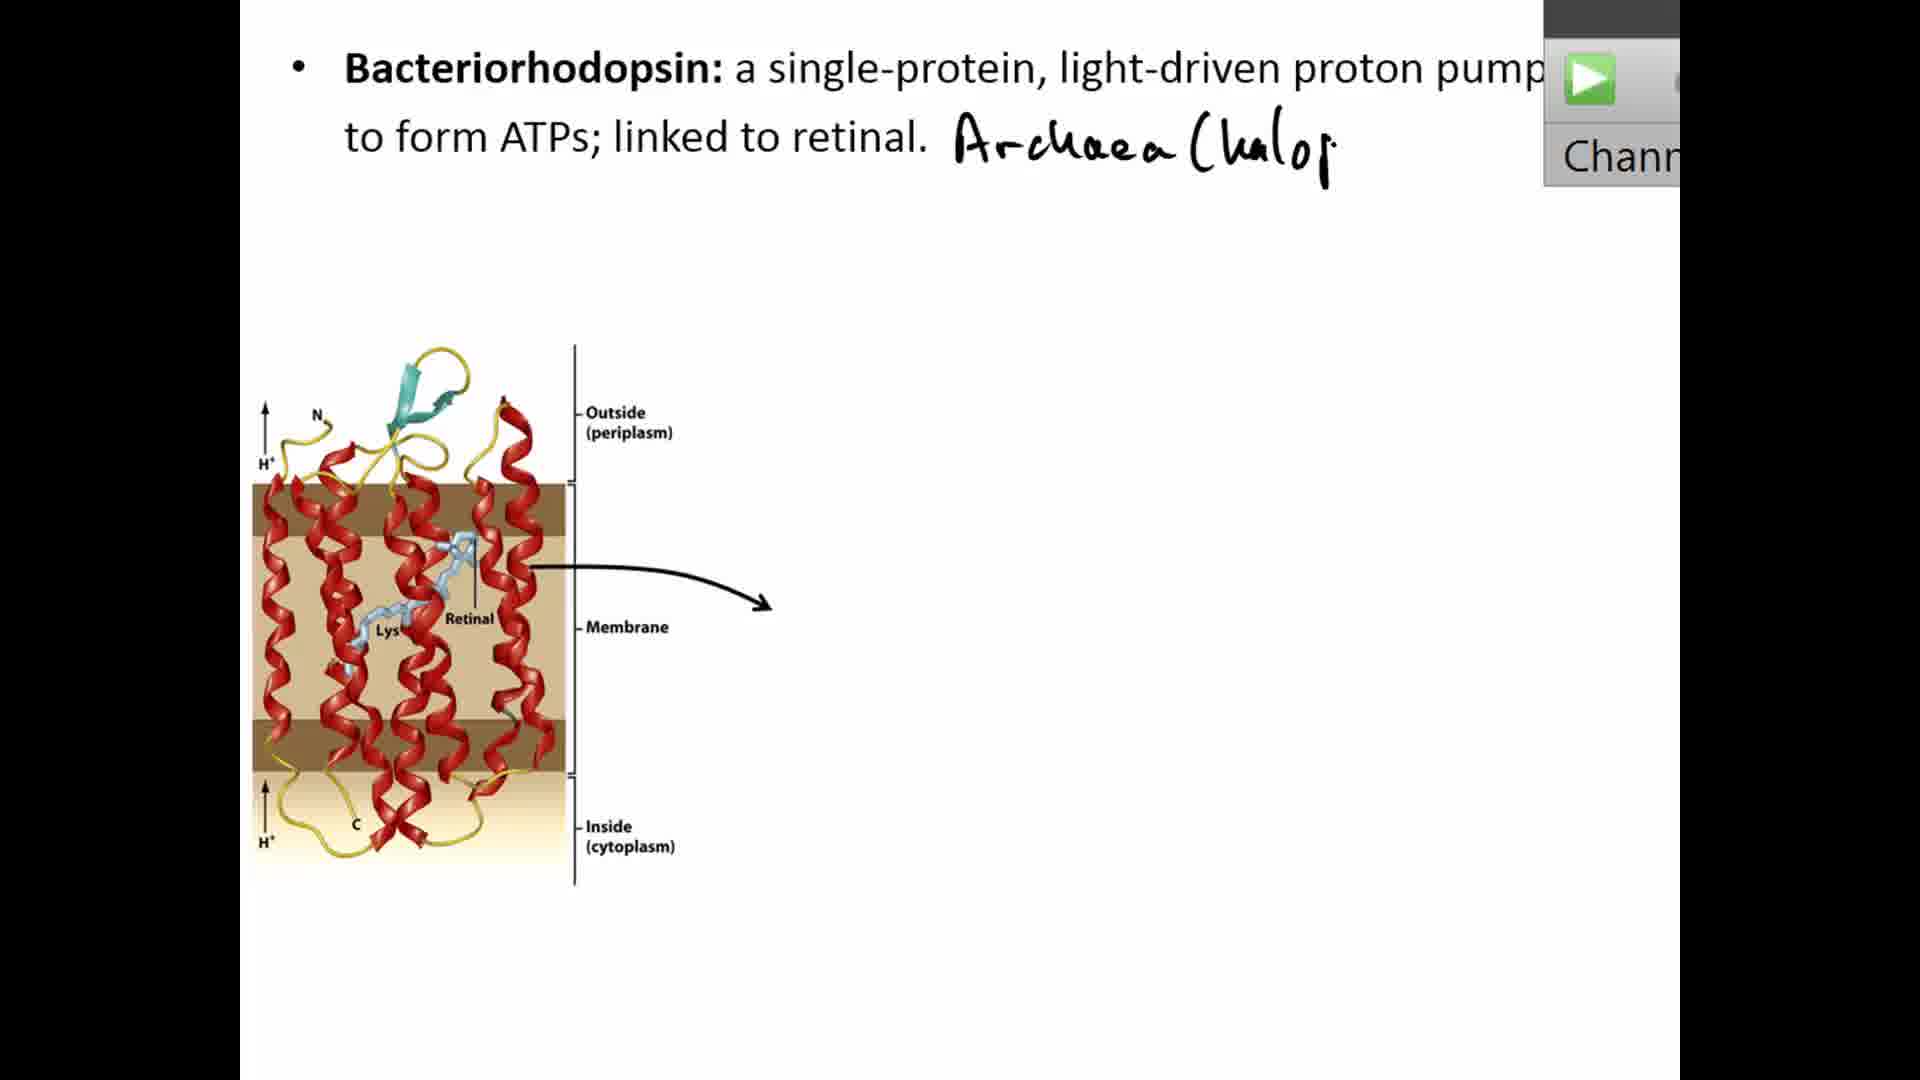 • Bacteriorhodopsin: a single-protein, light-driven proton pump
to form ATPs; linked to retinal. Archaea (halop
Chann
Outside
(periplasm)
N
H+
Retinal
Lys
Membrane
C
Inside
(cytoplasm)
H+